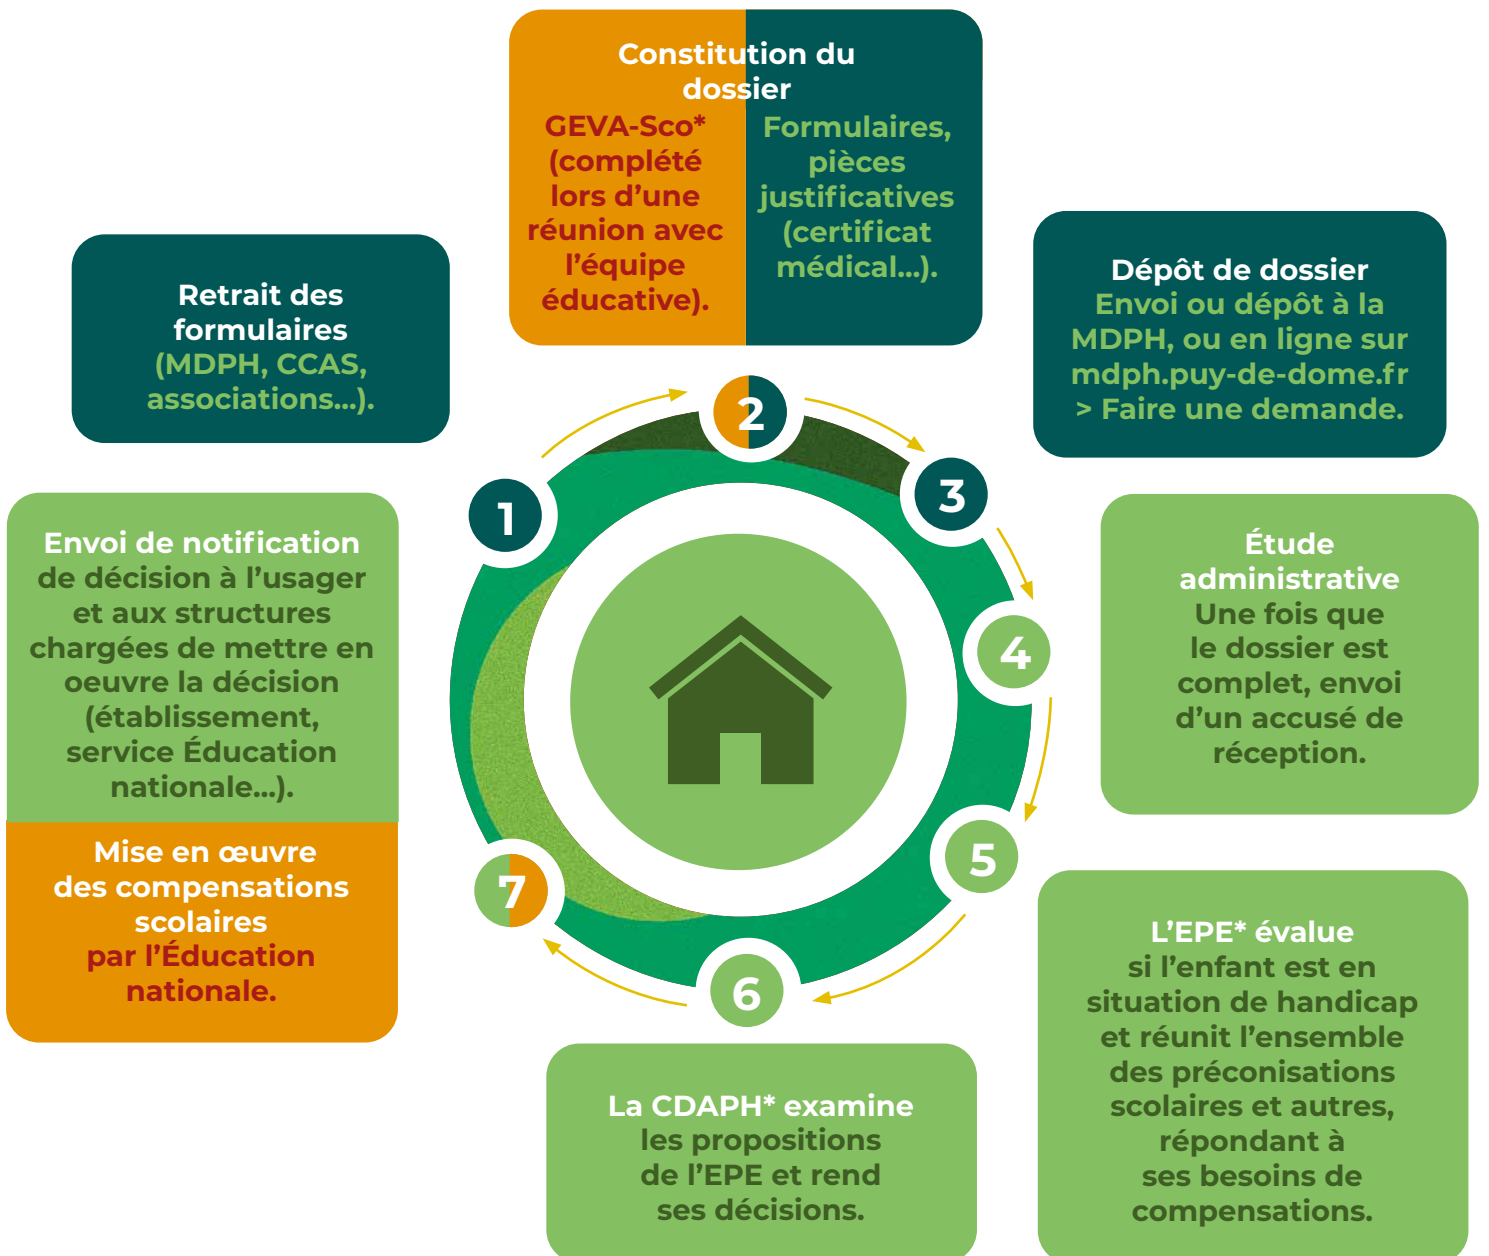 Constitution du
dossier
GEVA-Sco*
(complété
lors d'une
réunion avec
l'équipe
éducative).
Formulaires,
pièces
justificatives
(certificat
médical...).
Retrait des
formulaires
(MDPH, CCAS,
associations...).
Dépôt de dossier
Envoi ou dépôt à la
MDPH, ou en ligne sur
mdph.puy-de-dome.fr
> Faire une demande.
1
2
3
4
5
6
7
Envoi de notification
de décision à l'usager
et aux structures
chargées de mettre en
oeuvre la décision
(établissement,
service Éducation
nationale...).
Mise en œuvre
des compensations
scolaires
par l'Éducation
nationale.
Étude
administrative
Une fois que
le dossier est
complet, envoi
d'un accusé de
réception.
L'EPE* évalue
si l'enfant est en
situation de handicap
et réunit l'ensemble
des préconisations
scolaires et autres,
répondant à
ses besoins de
compensations.
La CDAPH* examine
les propositions
de l'EPE et rend
ses décisions.